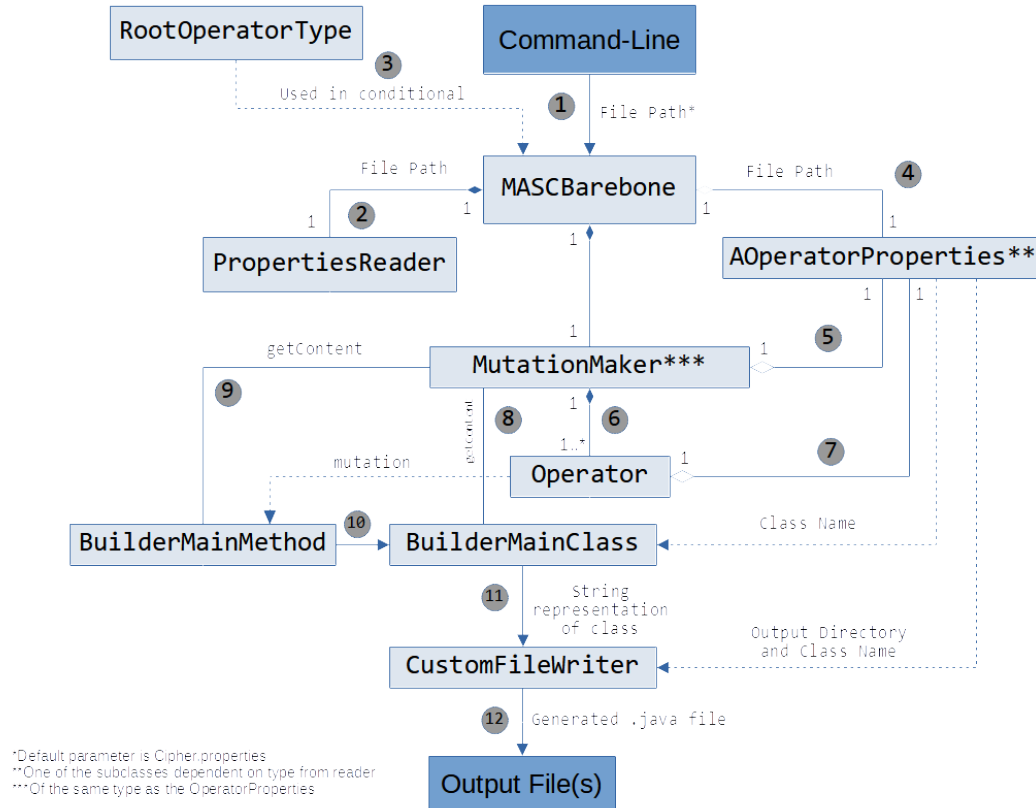 RootOperatorType
Command-Line
3
Used in conditional
1
File Path*
File Path
MASCBarebone
File Path
4
1
2
1
1
1
1
PropertiesReader
AOperatorProperties**
1
1
1
getContent
MutationMaker***
1
5
9
getContent
8
1
6
1..*
mutation
Operator
1
7
BuilderMainMethod
10
BuilderMainClass
Class Name
11
String
representation
of class
Output Directory
and Class Name
CustomFileWriter
12
Generated .java file
Output File(s)
*Default parameter is Cipher.properties
**One of the subclasses dependent on type from reader
***Of the same type as the OperatorProperties